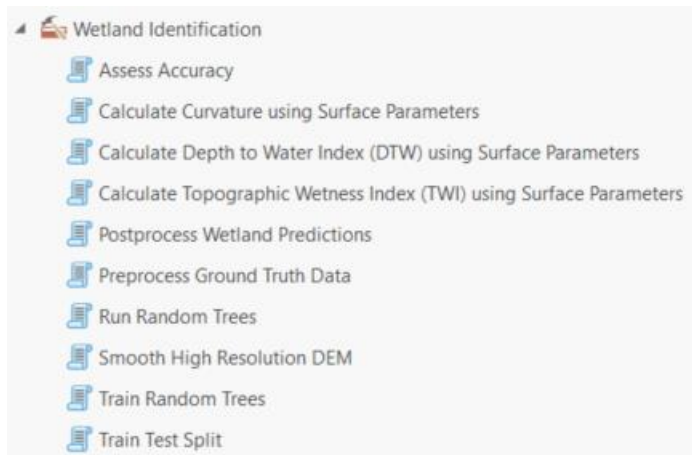 Wetland Identification
Assess Accuracy
Calculate Curvature using Surface Parameters
Calculate Depth to Water Index (DTW) using Surface Parameters
Calculate Topographic Wetness Index (TWI) using Surface Parameters
Postprocess Wetland Predictions
Preprocess Ground Truth Data
Run Random Trees
Smooth High Resolution DEM
Train Random Trees
Train Test Split